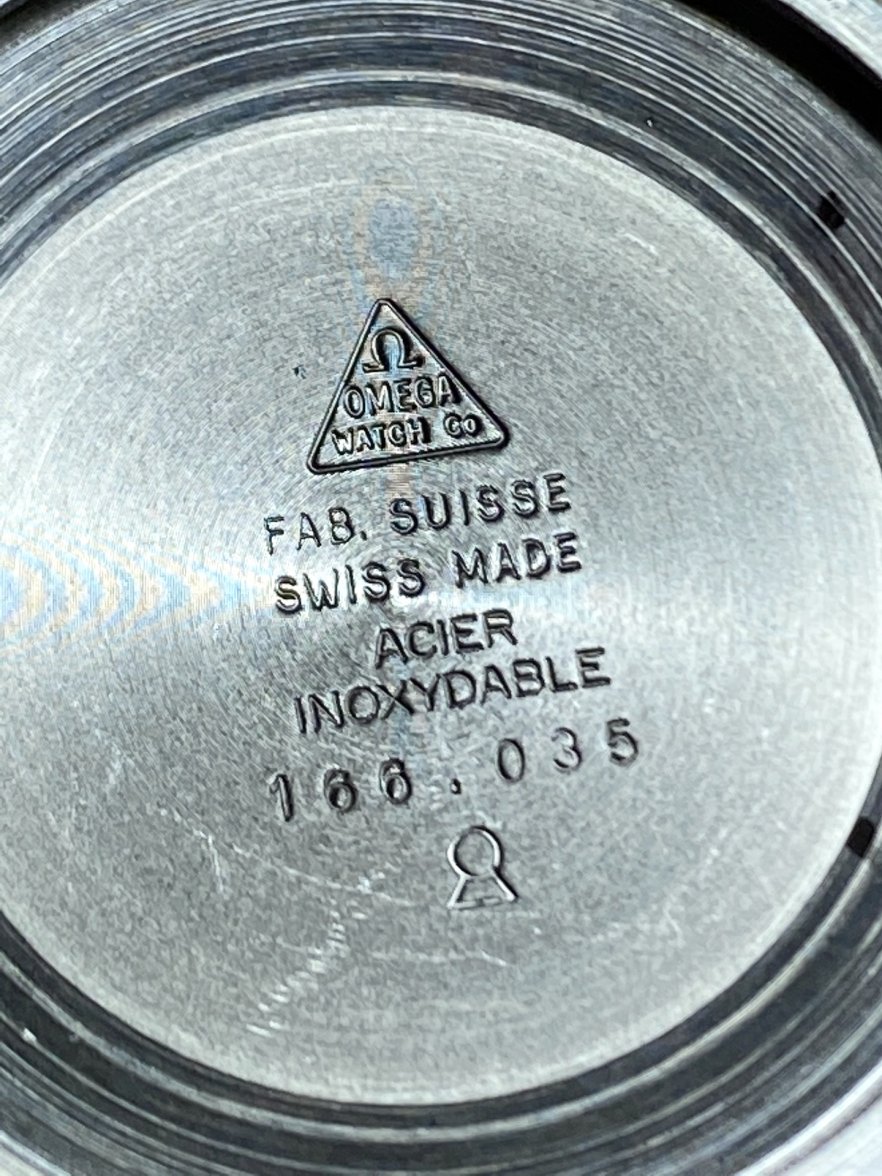 Ω
OMEGA
WATCH Co
FAB. SUISSE
SWISS MADE
ACIER
INOXYDABLE
166.035